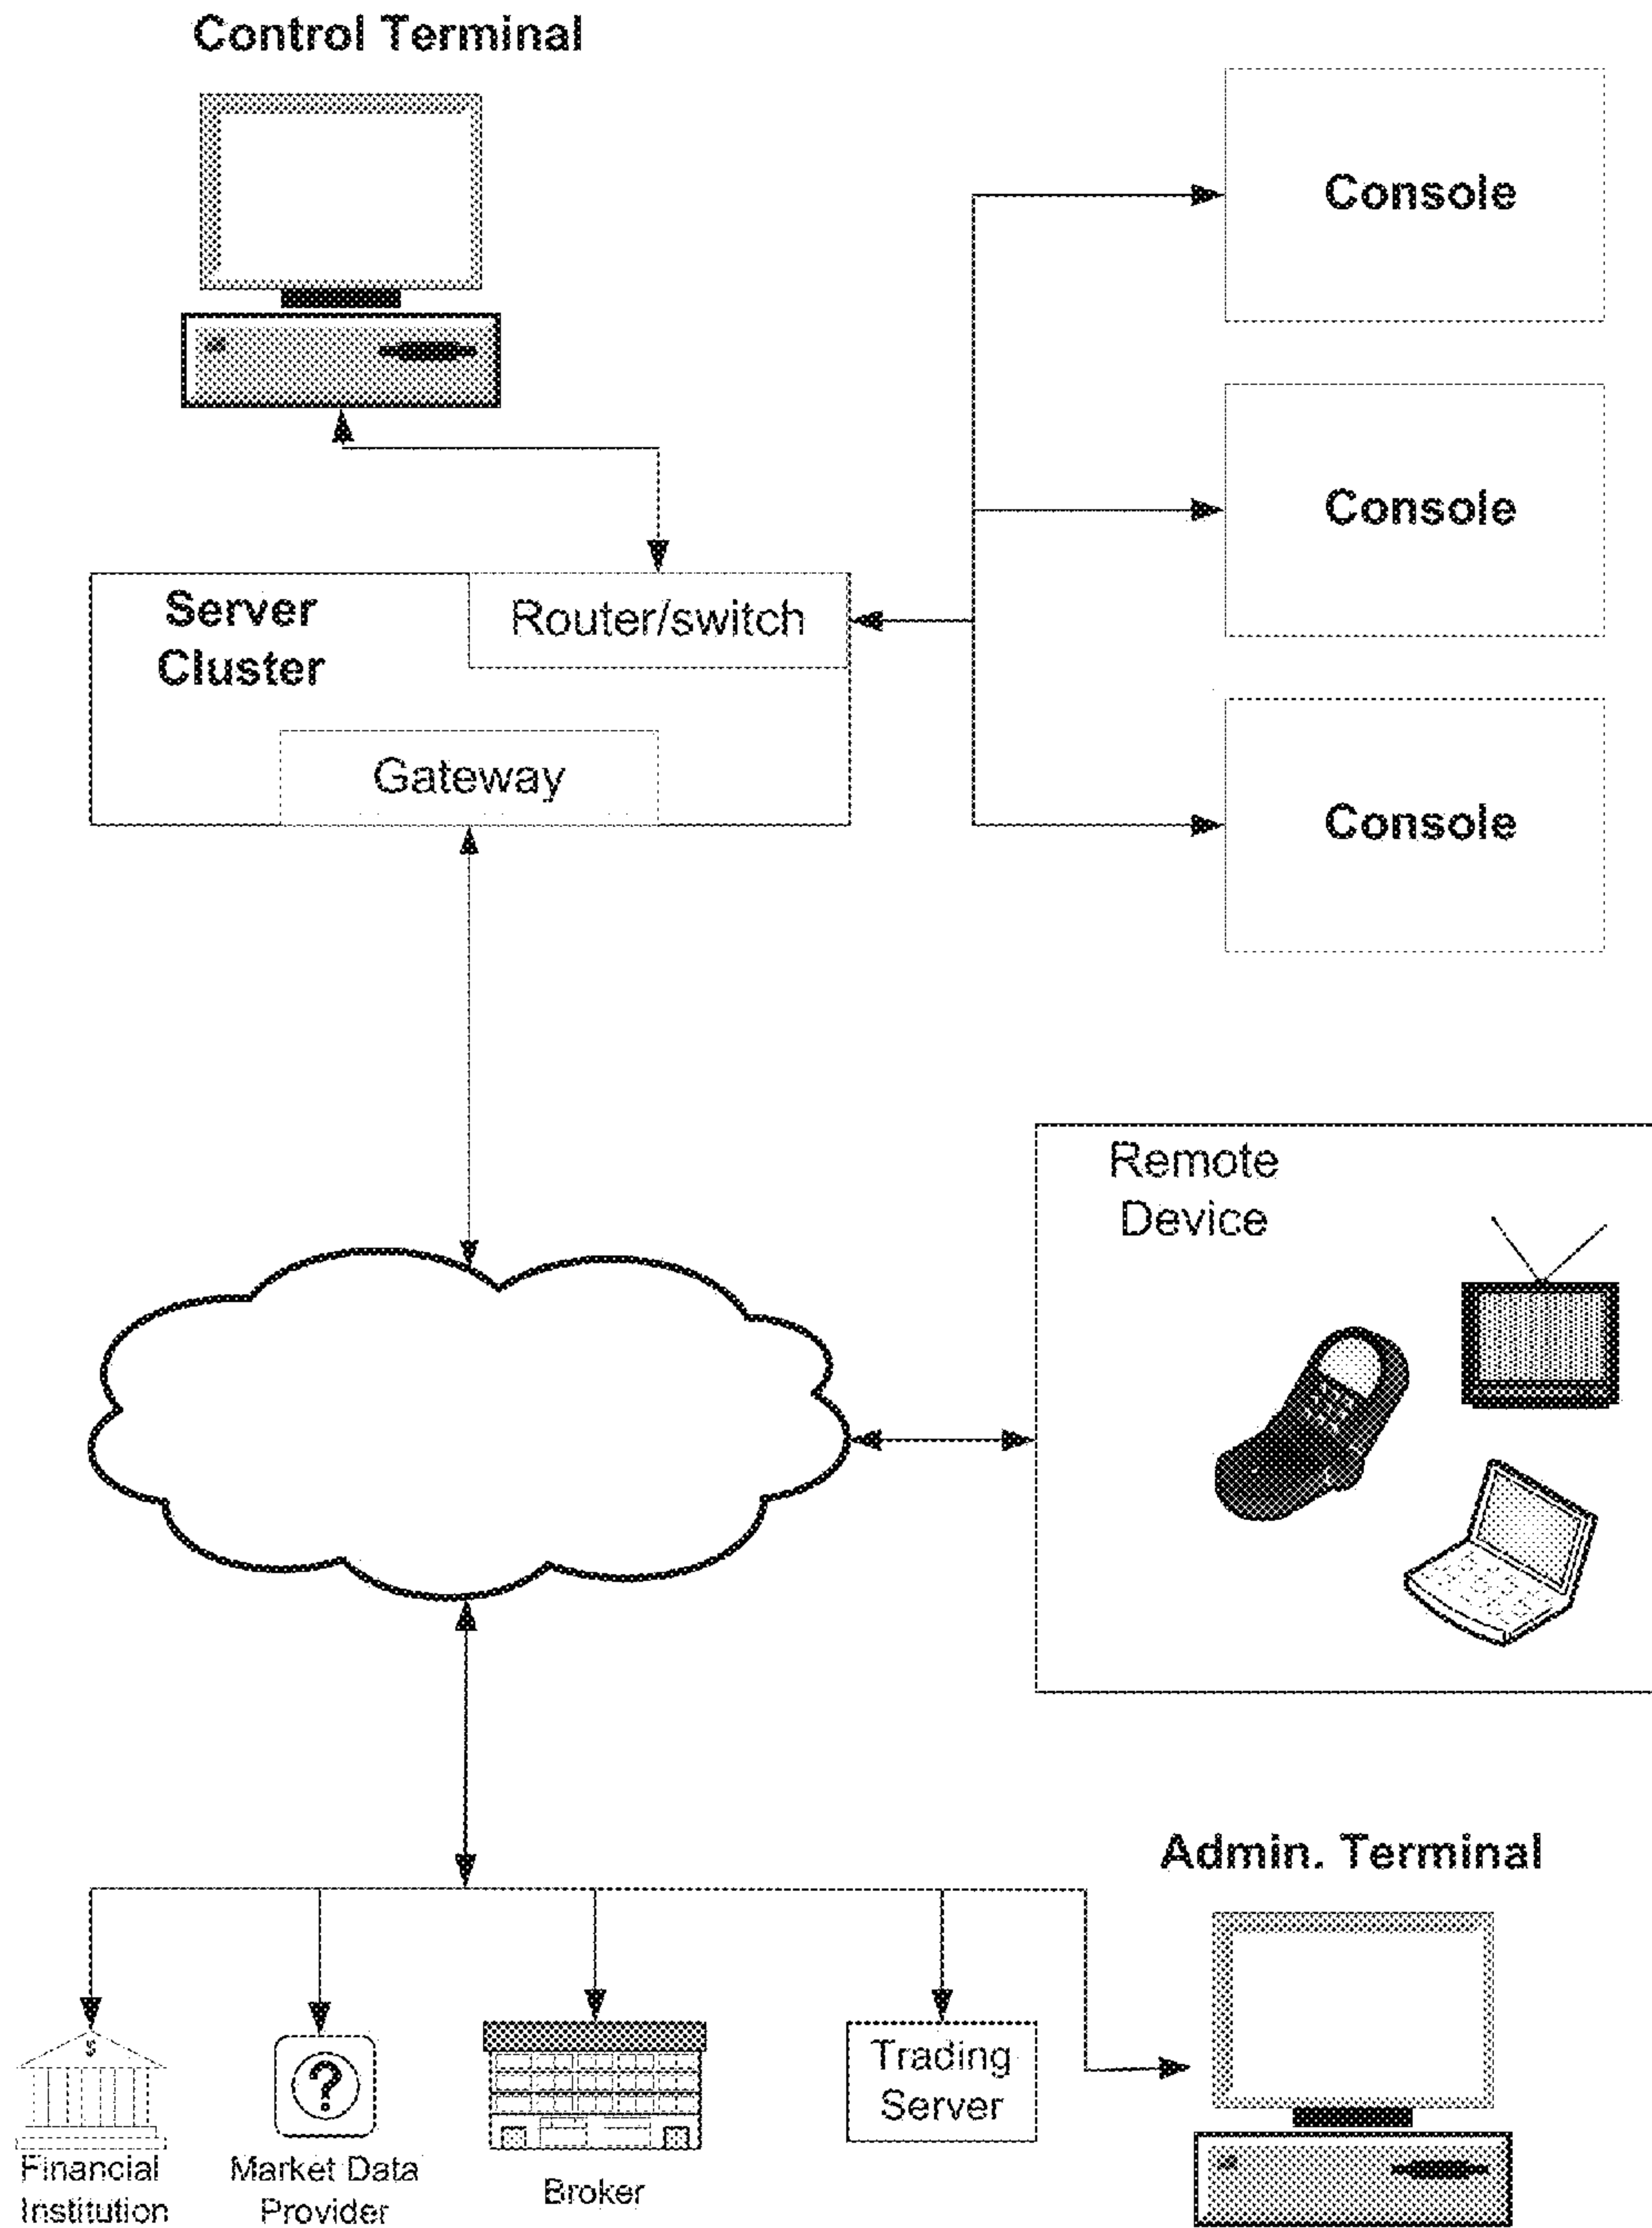 Control Terminal
Console
Console
Server
Cluster
Router/switch
Gateway
Console
Remote
Device
Admin. Terminal
$
?
Trading
Server
Financial
Institution
Market Data
Provider
Broker